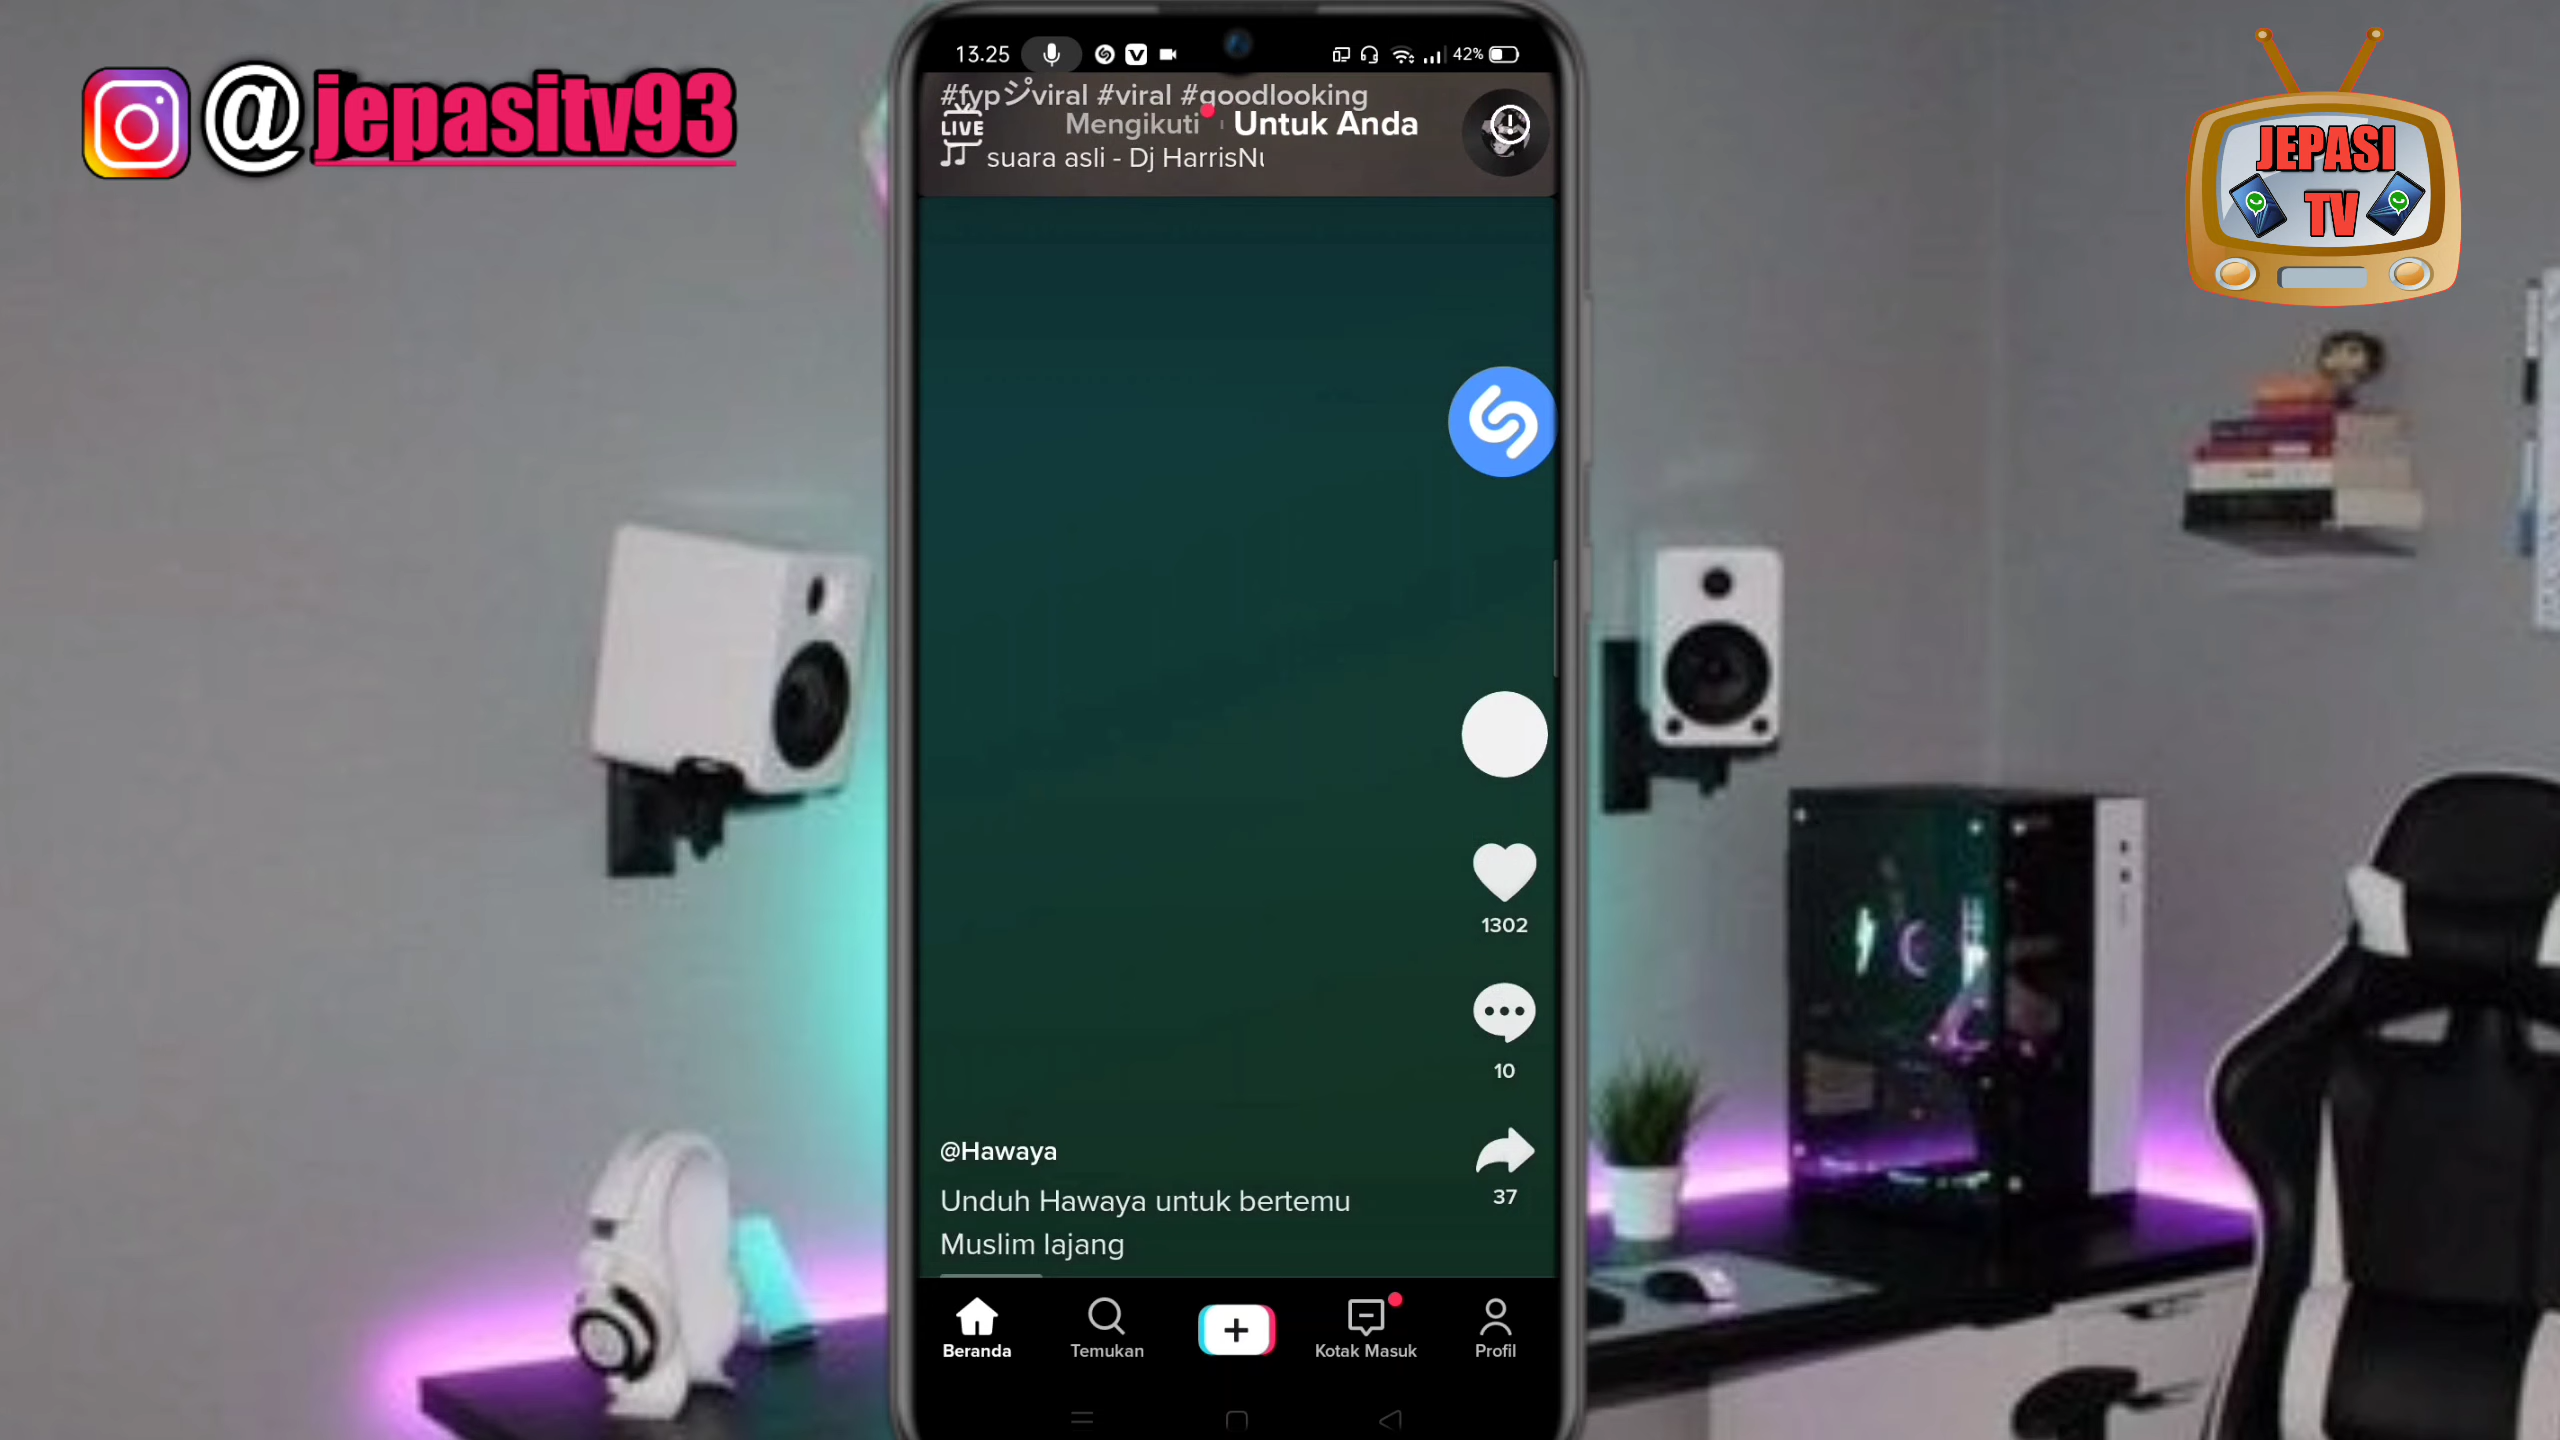 @jepasitv93
JEPASI
TV
13.25
42%
#fypジviral #viral #goodlooking
LIVE
Mengikuti
Untuk Anda
suara asli - Dj HarrisNu
1302
10
37
@Hawaya
Unduh Hawaya untuk bertemu
Muslim lajang
Beranda
Temukan
Kotak Masuk
Profil